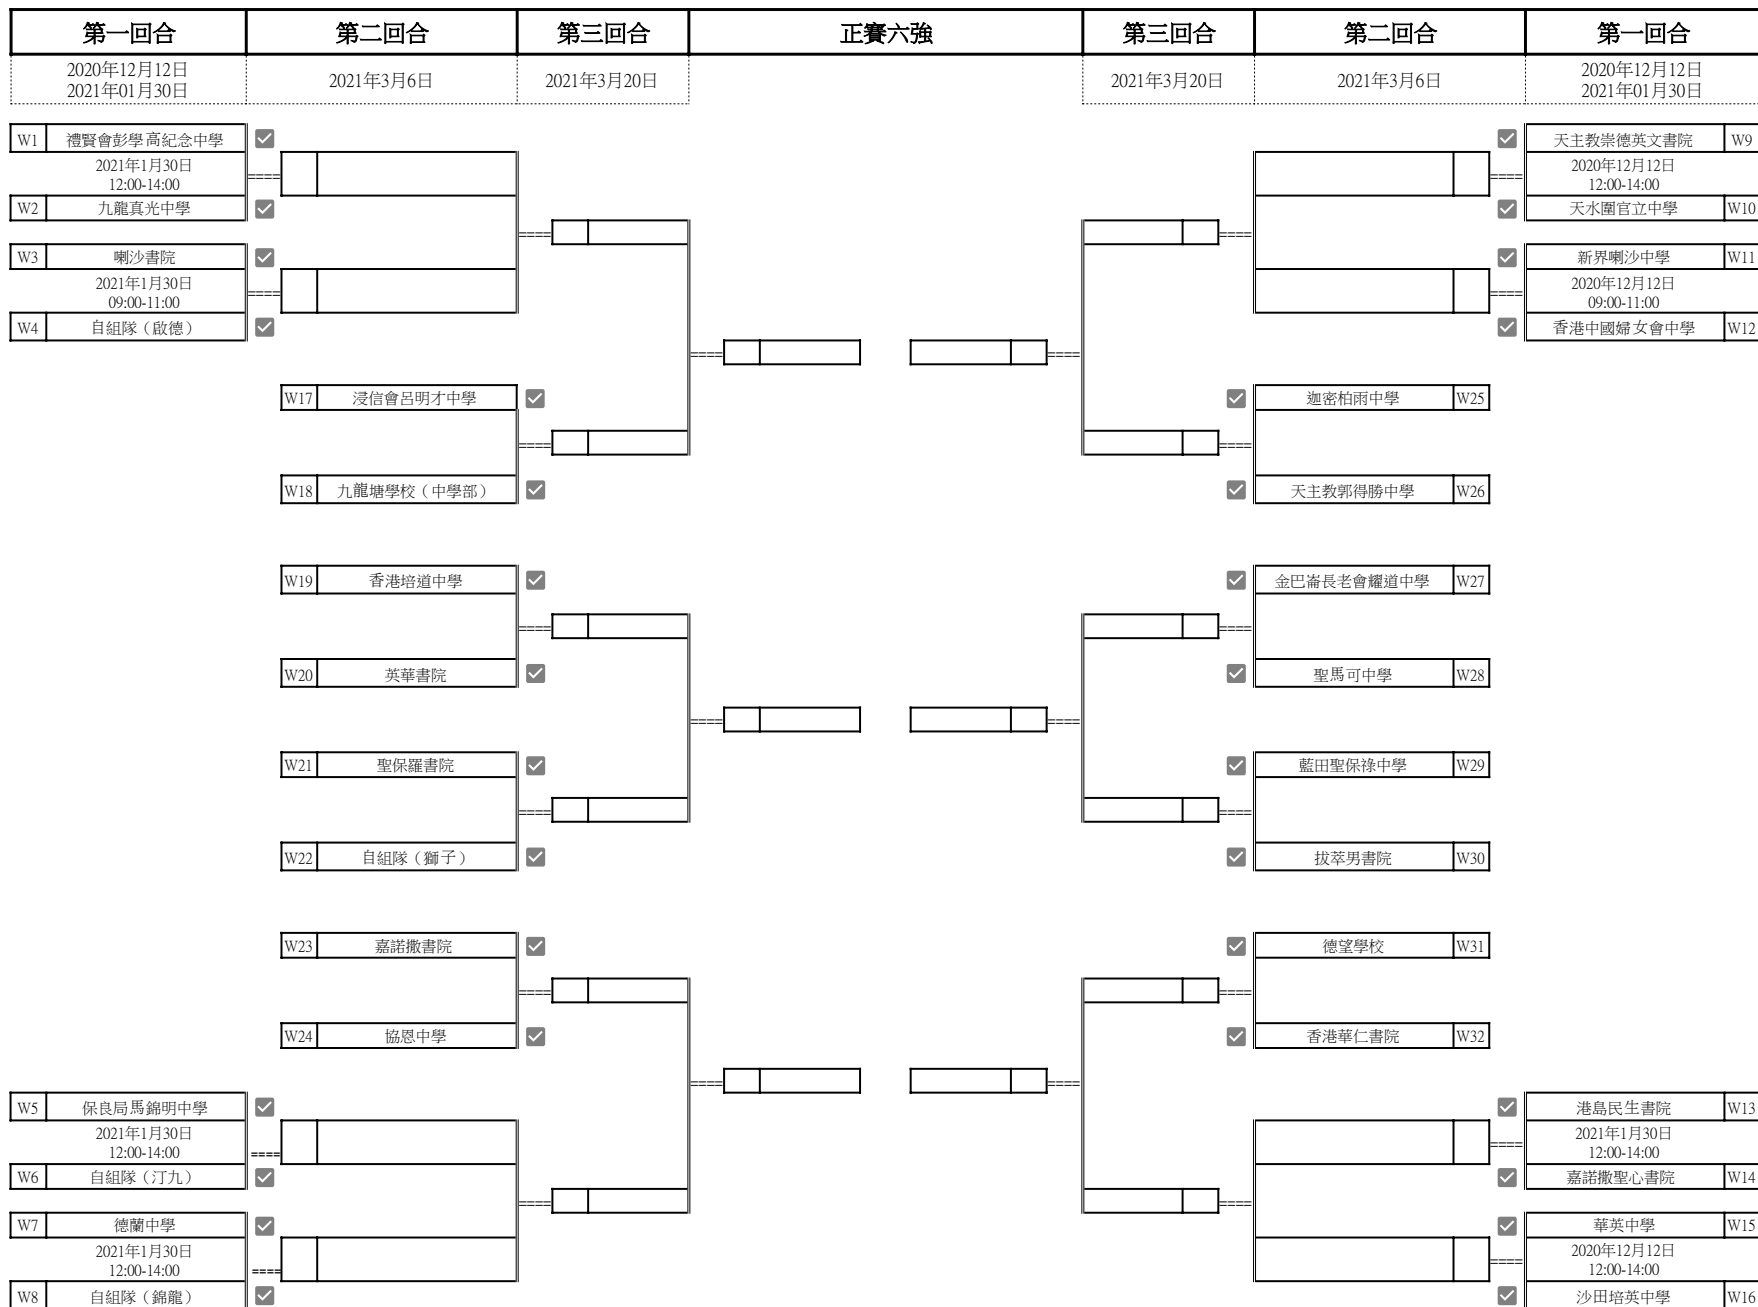 第一回合 第二回合 第三回合 正賽六強 第三回合 第二回合 第一回合
2020年12月12日
2021年01月30日
2021年3月6日 2021年3月20日 2021年3月20日 2021年3月6日
2020年12月12日
2021年01月30日
W1 禮賢會彭學高紀念中學
2021年1月30日
12:00-14:00
====
W2 九龍真光中學
====
W3 喇沙書院
2021年1月30日
09:00-11:00
====
W4 自組隊（啟德）
====
W17 浸信會呂明才中學
====
W18 九龍塘學校（中學部）
W19 香港培道中學
====
W20 英華書院
====
W21 聖保羅書院
====
W22 自組隊（獅子）
W23 嘉諾撒書院
====
W24 協恩中學
====
W5 保良局馬錦明中學
2021年1月30日
12:00-14:00
====
W6 自組隊（汀九）
====
W7 德蘭中學
2021年1月30日
12:00-14:00
====
W8 自組隊（錦龍）
天主教崇德英文書院 W9
2020年12月12日
12:00-14:00
====
天水圍官立中學 W10
====
新界喇沙中學 W11
2020年12月12日
09:00-11:00
====
香港中國婦女會中學 W12
====
迦密柏雨中學 W25
====
天主教郭得勝中學 W26
金巴崙長老會耀道中學 W27
====
聖馬可中學 W28
====
藍田聖保祿中學 W29
====
拔萃男書院 W30
德望學校 W31
====
香港華仁書院 W32
====
港島民生書院 W13
2021年1月30日
12:00-14:00
====
嘉諾撒聖心書院 W14
====
華英中學 W15
2020年12月12日
12:00-14:00
====
沙田培英中學 W16